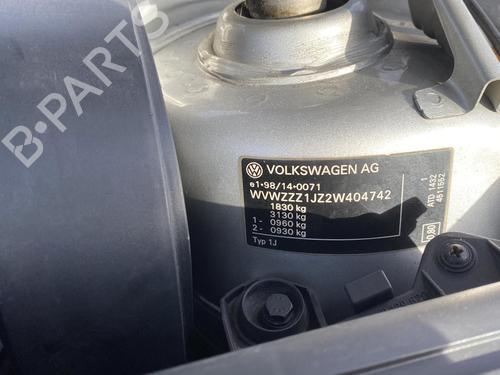 B-PARTS
VOLKSWAGEN AG
e1*98/14*0071
WVWZZZ1JZ2W404742
1830 kg
3130 kg
1 - 0960 kg
2 - 0930 kg
Typ 1J
1
ATD 1432
4511552
0,80